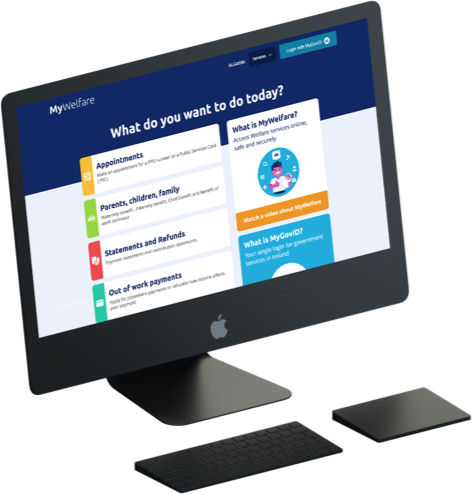 MyWelfare
As Gaeilge
Services
Login with MyGovID
What do you want to do today?
Appointments
Make an appointment for a PPS number or a Public Services Card
(PSC)
Parents, children, family
Maternity benefit, Paternity benefit, Child benefit and Benefit of
work estimator
Statements and Refunds
Payment statements and contribution statements
Out of work payments
Apply for jobseekers payments or calculate how income affects
your payment
What is MyWelfare?
Access Welfare services online,
safe and securely.
Watch a video about MyWelfare
What is MyGovID?
Your single login for government
services in Ireland